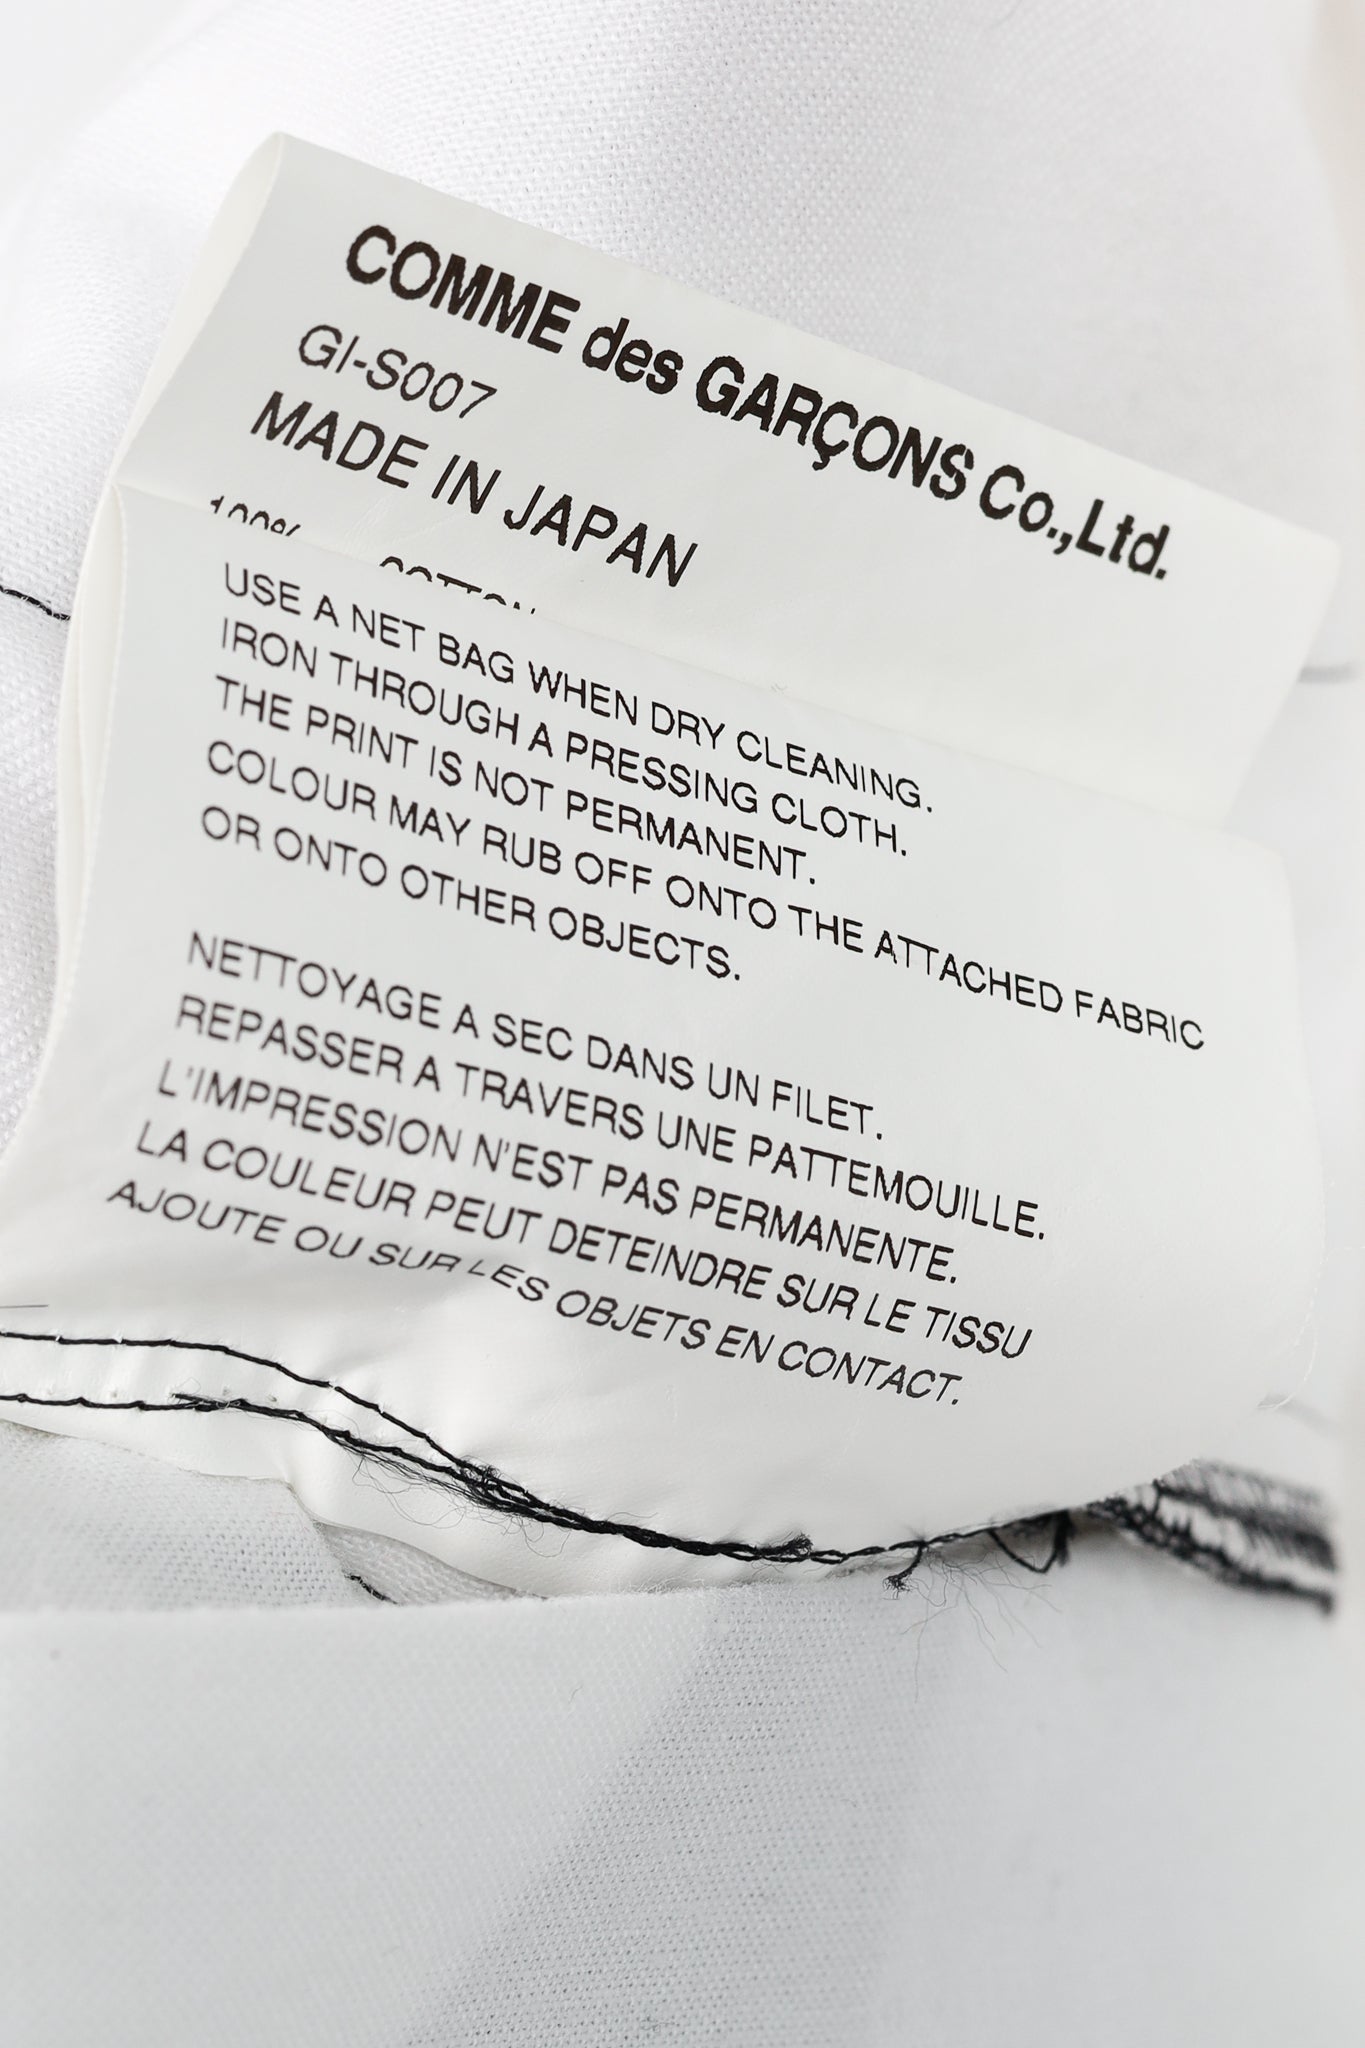 COMME des GARÇONS Co.,Ltd.
GI-S007
MADE IN JAPAN
100% COTTON
USE A NET BAG WHEN DRY CLEANING.
IRON THROUGH A PRESSING CLOTH.
THE PRINT IS NOT PERMANENT.
COLOUR MAY RUB OFF ONTO THE ATTACHED FABRIC
OR ONTO OTHER OBJECTS.
NETTOYAGE A SEC DANS UN FILET.
REPASSER A TRAVERS UNE PATTEMOUILLE.
L'IMPRESSION N'EST PAS PERMANENTE.
LA COULEUR PEUT DETEINDRE SUR LE TISSU
AJOUTE OU SUR LES OBJETS EN CONTACT.